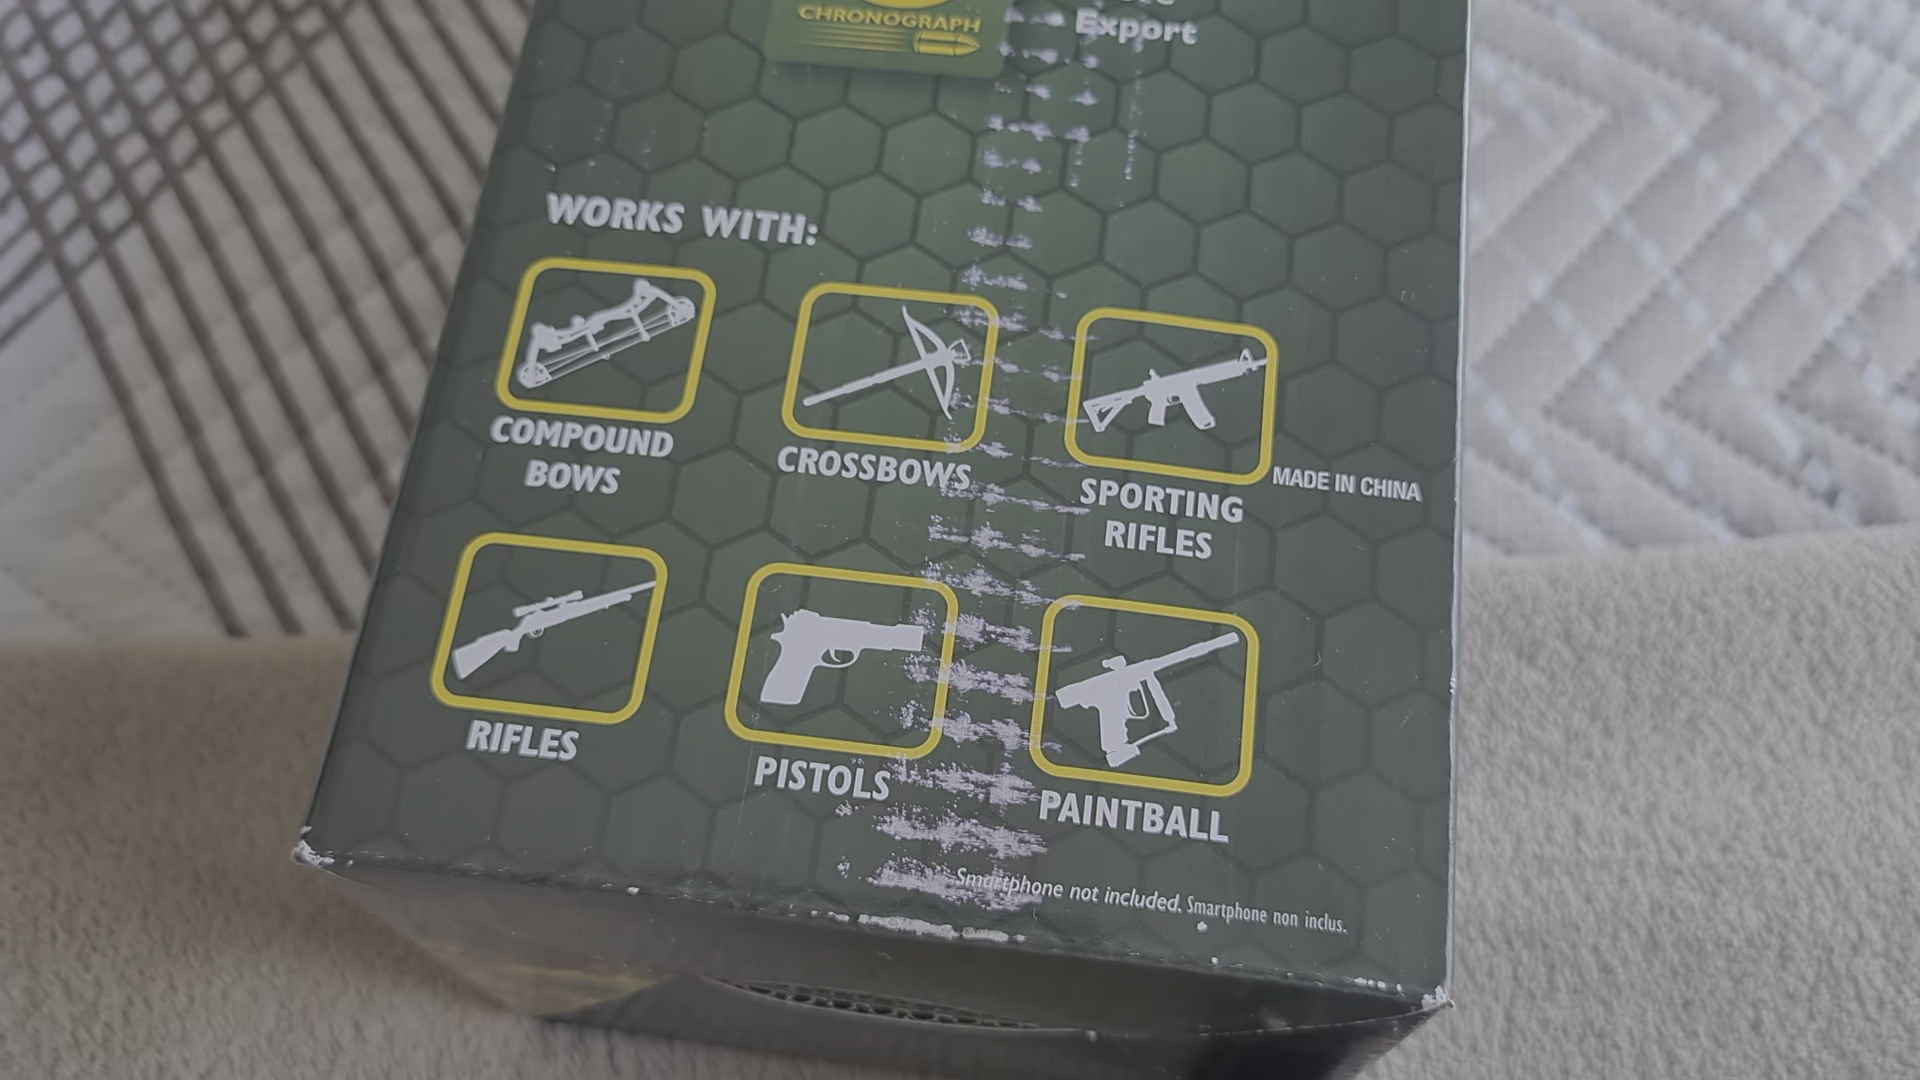 CHRONOGRAPH
Export
WORKS WITH:
COMPOUND
BOWS
CROSSBOWS
SPORTING
RIFLES
MADE IN CHINA
RIFLES
PISTOLS
PAINTBALL
Smartphone not included. Smartphone non inclus.